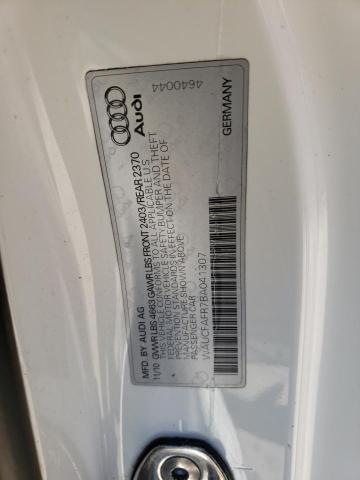 Audi
4640044
MFD. BY AUDI AG
11/10 GVWR LBS 4663 GAWR LBS FRONT 2403/REAR 2370
THIS VEHICLE CONFORMS TO ALL APPLICABLE U.S.
FEDERAL MOTOR VEHICLE SAFETY BUMPER AND THEFT
PREVENTION STANDARDS IN EFFECT ON THE DATE OF
MANUFACTURE SHOWN ABOVE
PASSENGER CAR
WAUCFAFR7BA041307
GERMANY